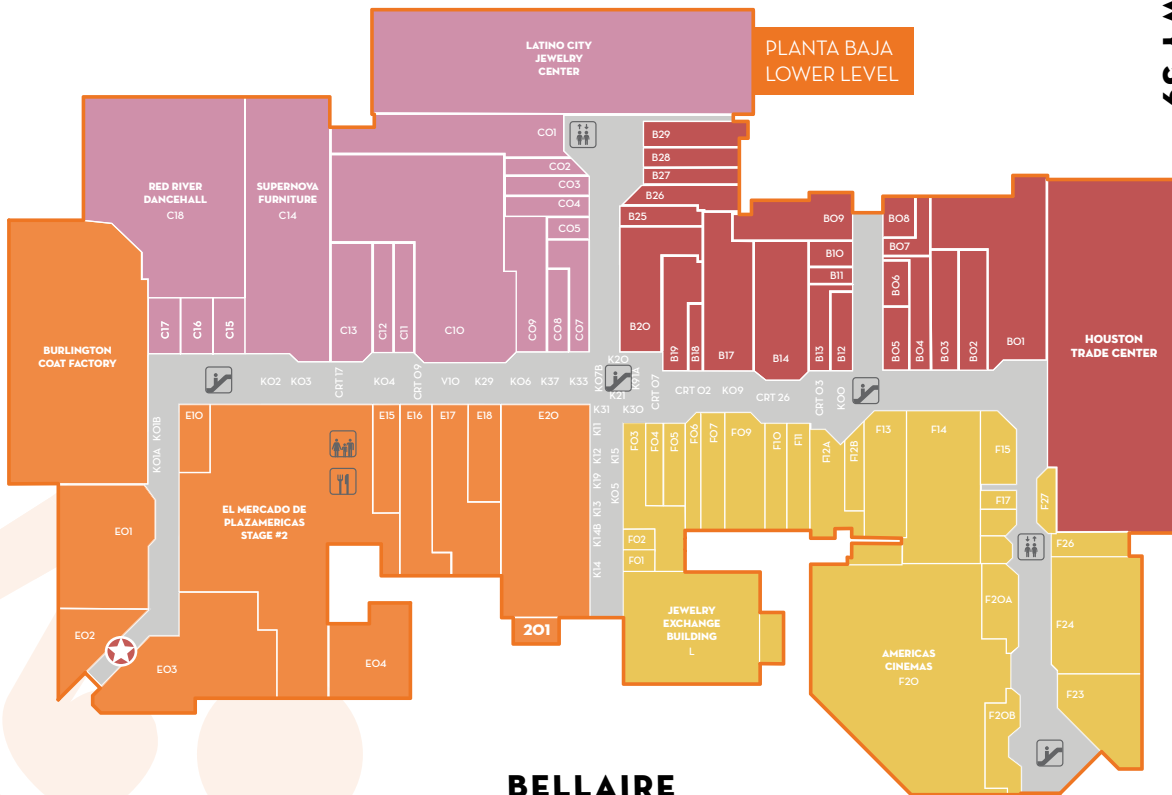 PLANTA BAJA
LOWER LEVEL
LATINO CITY
JEWELRY
CENTER
RED RIVER
DANCEHALL
C18
SUPERNOVA
FURNITURE
C14
C01
C02
C03
C04
C05
C17
C16
C15
C13
C12
C11
C10
C09
C08
C07
B29
B28
B27
B26
B25
B20
B19
B18
B17
B14
B09
B10
B11
B13
B12
B08
B07
B06
B05
B04
B03
B02
B01
HOUSTON
TRADE CENTER
BURLINGTON
COAT FACTORY
K02
K03
CRT 17
K04
CRT 09
V10
K29
K06
K37
K33
K07B
K20
K21
K91A
CRT 07
CRT 02
K09
CRT 26
CRT 03
K00
K31
K30
K01B
K01A
K11
K12
K15
K19
K05
K13
K14B
K14
E10
E15
E16
E17
E18
E20
EL MERCADO DE
PLAZAMERICAS
STAGE #2
E01
E02
E03
E04
201
F03
F04
F05
F06
F07
F09
F10
F11
F12A
F12B
F13
F14
F15
F17
F27
F02
F01
F26
F24
F23
F20A
F20B
JEWELRY
EXCHANGE
BUILDING
L
AMERICAS
CINEMAS
F20
BELLAIRE